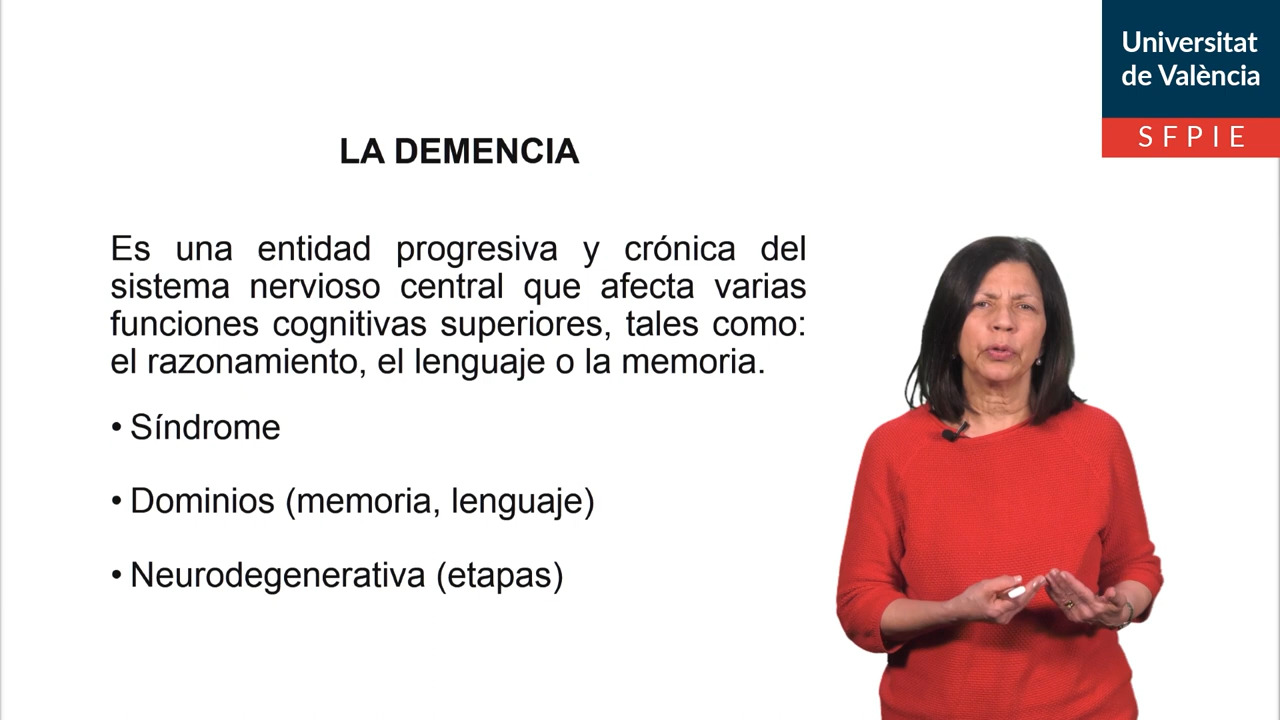 Universitat
de València
SFPIE
LA DEMENCIA
Es una entidad progresiva y crónica del
sistema nervioso central que afecta varias
funciones cognitivas superiores, tales como:
el razonamiento, el lenguaje o la memoria.
• Síndrome
• Dominios (memoria, lenguaje)
• Neurodegenerativa (etapas)